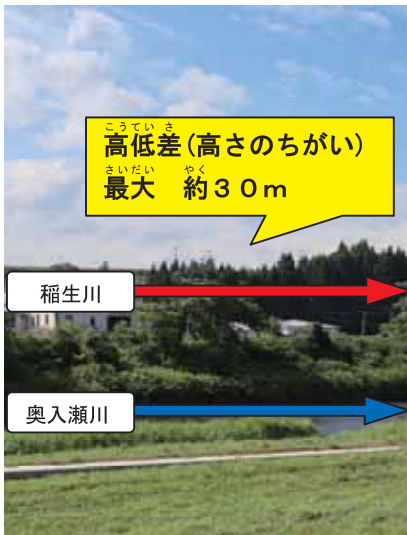 こうていさ
高低差(高さのちがい)
さいだい やく
最大 約30m
稲生川
奥入瀬川